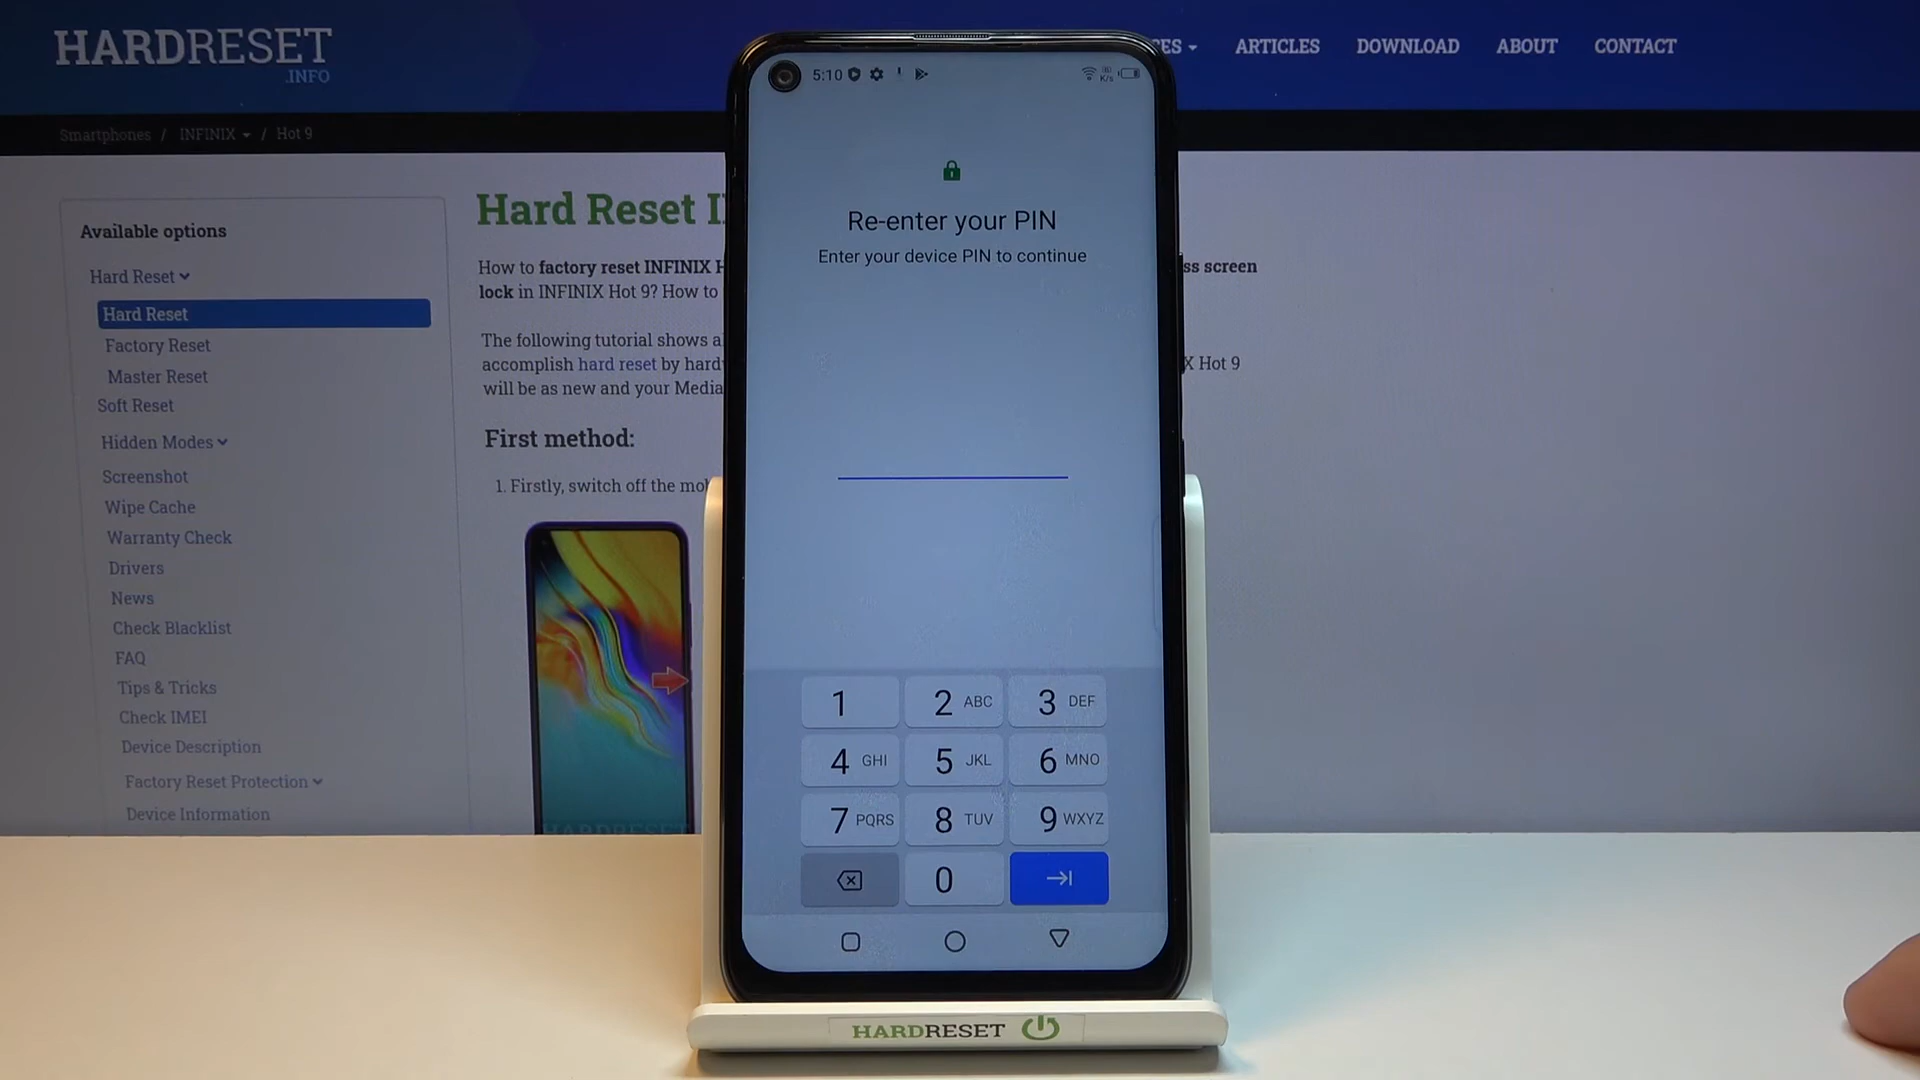 HARDRESET
.INFO
ARTICLES
DOWNLOAD
ABOUT
CONTACT
Smartphones / INFINIX / Hot 9
Available options
Hard Reset
Hard Reset
Factory Reset
Master Reset
Soft Reset
Hidden Modes
Screenshot
Wipe Cache
Warranty Check
Drivers
News
Check Blacklist
FAQ
Tips & Tricks
Check IMEI
Device Description
Factory Reset Protection
Device Information
Hard Reset
How to factory reset INFINIX
screen
lock in INFINIX Hot 9? How to
The following tutorial shows
accomplish hard reset by
Hot 9
will be as new and your
First method:
1. Firstly, switch off the
HARDRESET
5:10
K/s
Re-enter your PIN
Enter your device PIN to continue
1
2 ABC
3 DEF
4 GHI
5 JKL
6 MNO
7 PQRS
8 TUV
9 WXYZ
0
HARDRESET